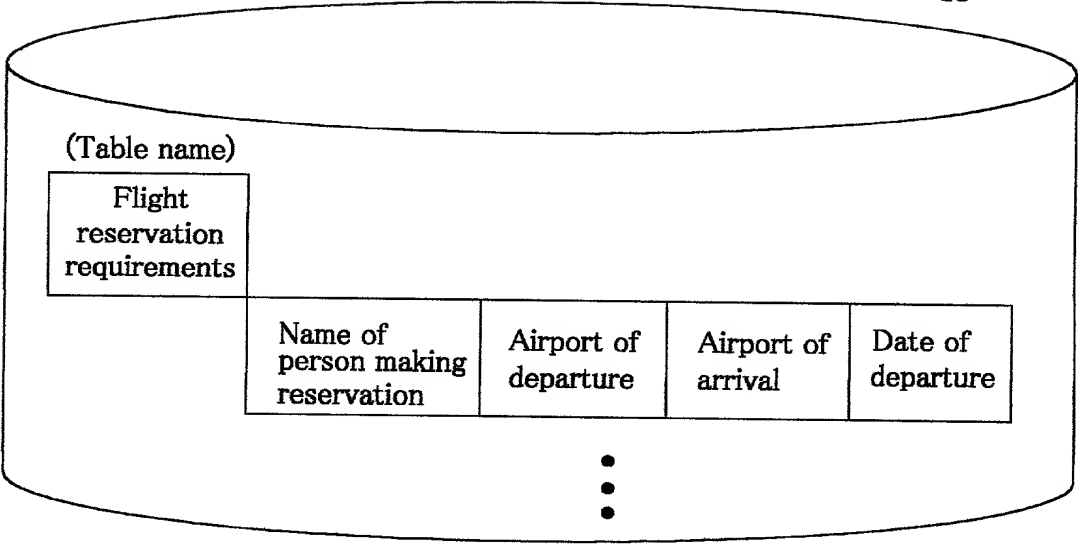 (Table name)
Flight
reservation
requirements
Name of
person making
reservation
Airport of
departure
Airport of
arrival
Date of
departure